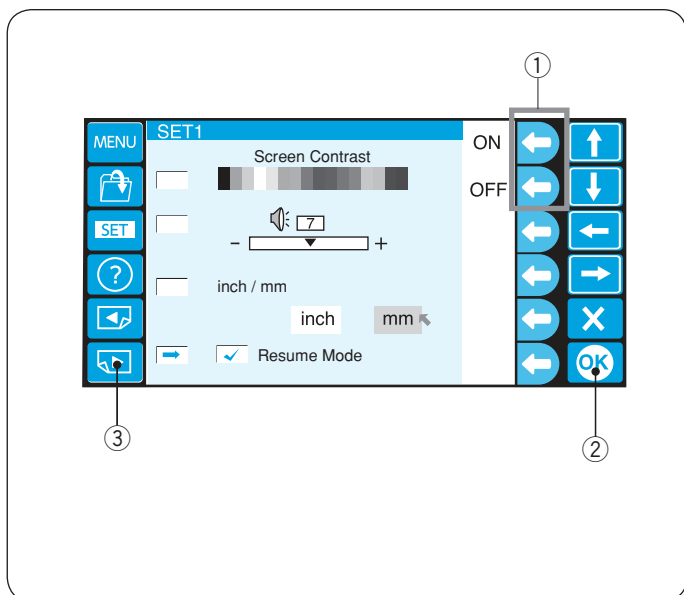 ①
MENU
SET1
Screen Contrast
ON
OFF
SET
7
- +
?
inch / mm
inch mm
Resume Mode
X
OK
③
②